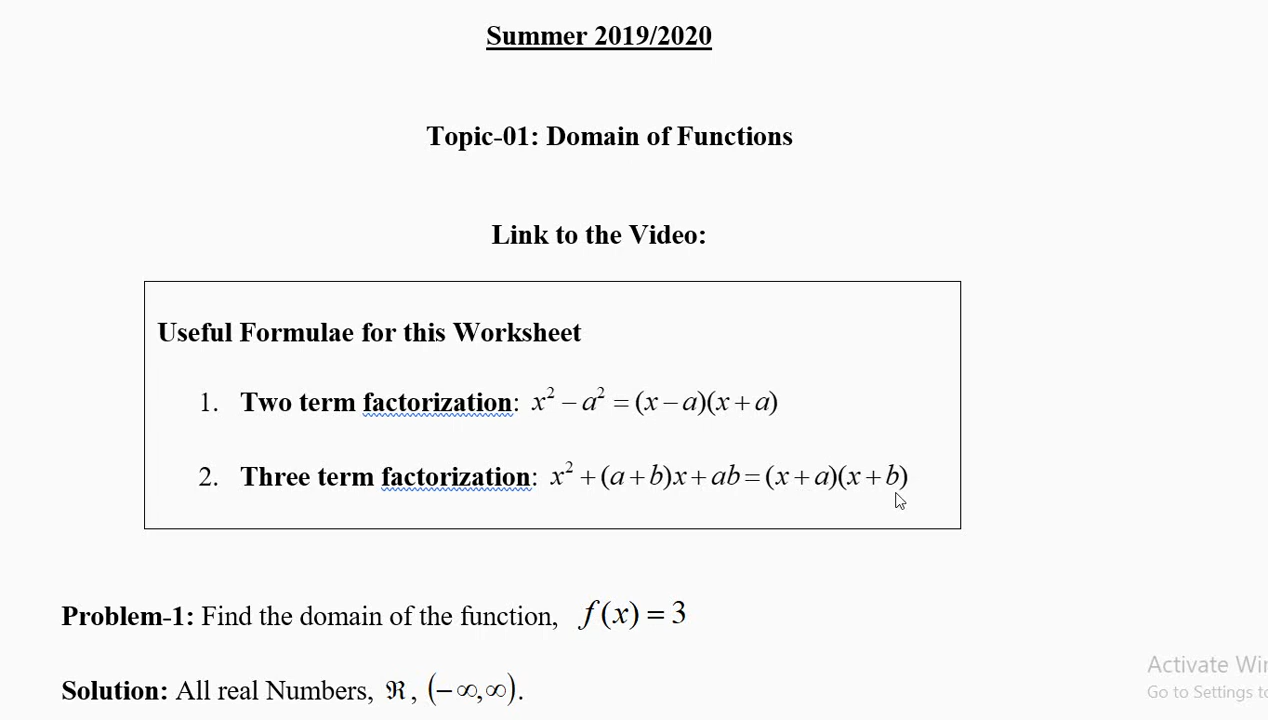 Summer 2019/2020
Topic-01: Domain of Functions
Link to the Video:
Useful Formulae for this Worksheet
1. Two term factorization: x² − a² = (x − a)(x + a)
2. Three term factorization: x² + (a + b)x + ab = (x + a)(x + b)
Problem-1: Find the domain of the function, f(x) = 3
Solution: All real Numbers, ℜ, (−∞,∞).
Activate
Go to Settings